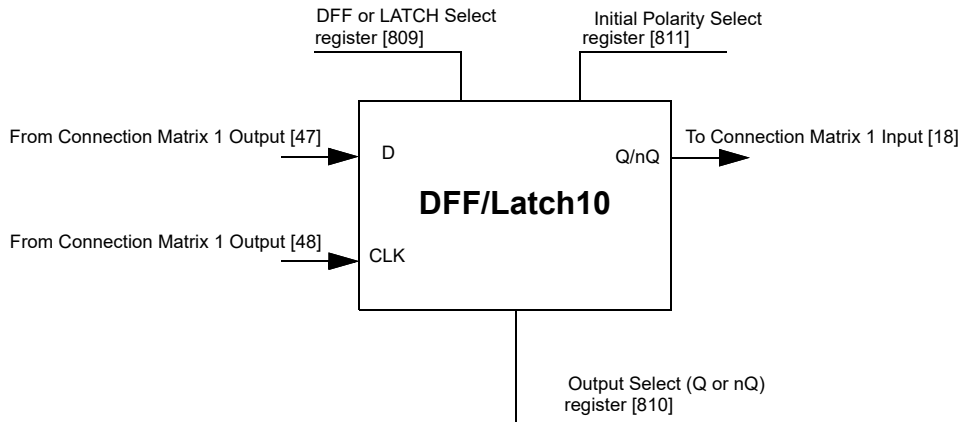 DFF or LATCH Select
register [809]
Initial Polarity Select
register [811]
From Connection Matrix 1 Output [47]
D
To Connection Matrix 1 Input [18]
Q/nQ
DFF/Latch10
From Connection Matrix 1 Output [48]
CLK
Output Select (Q or nQ)
register [810]